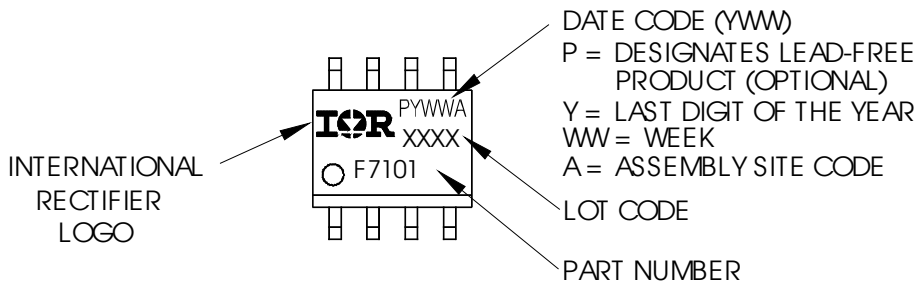 DATE CODE (YWW)
P = DESIGNATES LEAD-FREE
PRODUCT (OPTIONAL)
Y = LAST DIGIT OF THE YEAR
WW = WEEK
A = ASSEMBLY SITE CODE
LOT CODE
PART NUMBER
INTERNATIONAL
RECTIFIER
LOGO
IOR
PYWWA
XXXX
F7101